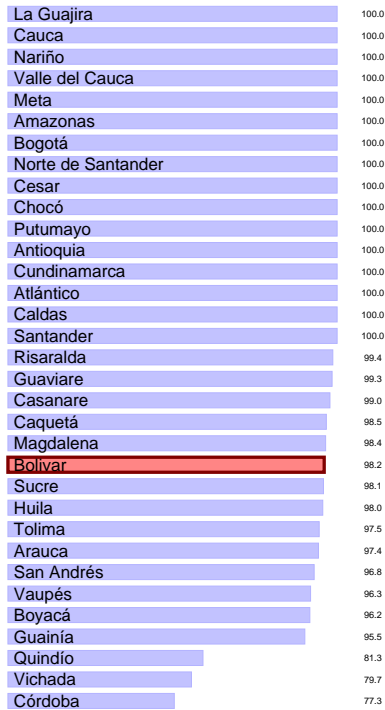 La Guajira 100.0
Cauca 100.0
Nariño 100.0
Valle del Cauca 100.0
Meta 100.0
Amazonas 100.0
Bogotá 100.0
Norte de Santander 100.0
Cesar 100.0
Chocó 100.0
Putumayo 100.0
Antioquia 100.0
Cundinamarca 100.0
Atlántico 100.0
Caldas 100.0
Santander 100.0
Risaralda 99.4
Guaviare 99.3
Casanare 99.0
Caquetá 98.5
Magdalena 98.4
Bolivar 98.2
Sucre 98.1
Huila 98.0
Tolima 97.5
Arauca 97.4
San Andrés 96.8
Vaupés 96.3
Boyacá 96.2
Guainía 95.5
Quindío 81.3
Vichada 79.7
Córdoba 77.3